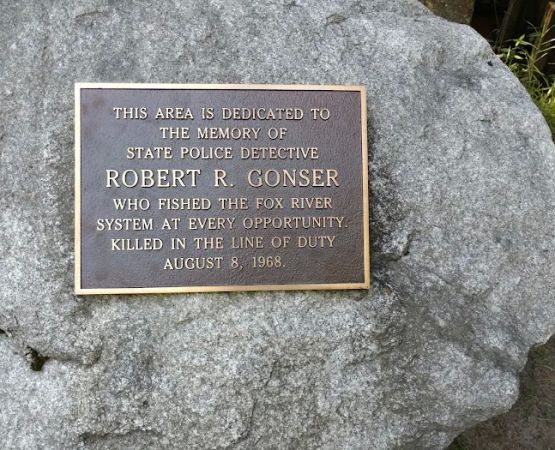 THIS AREA IS DEDICATED TO
THE MEMORY OF
STATE POLICE DETECTIVE
ROBERT R. GONSER
WHO FISHED THE FOX RIVER
SYSTEM AT EVERY OPPORTUNITY.
KILLED IN THE LINE OF DUTY
AUGUST 8, 1968.